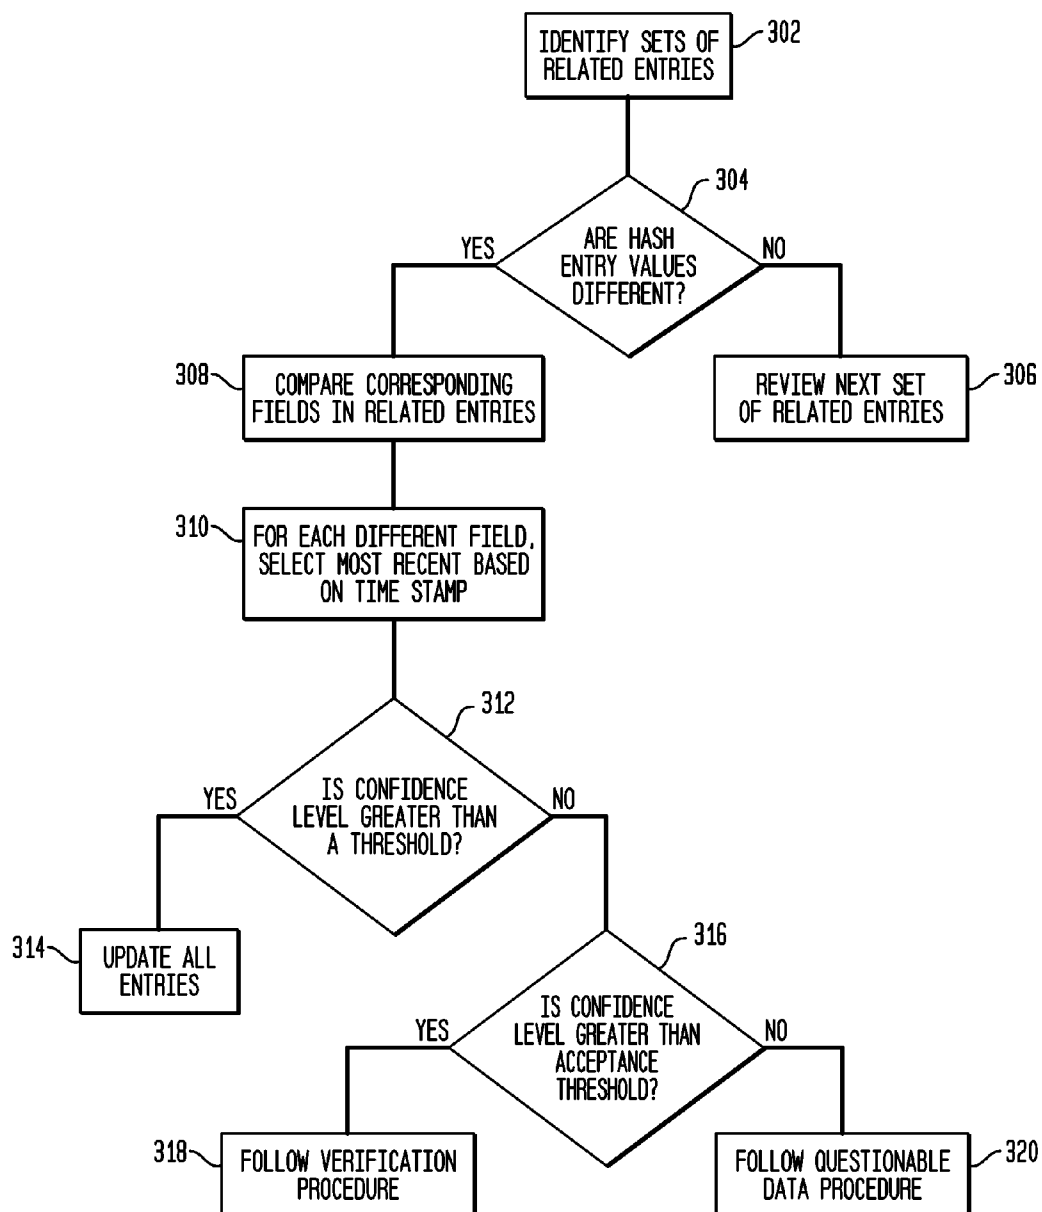 IDENTIFY SETS OF
RELATED ENTRIES
302
304
ARE HASH
ENTRY VALUES
DIFFERENT?
YES
NO
308
COMPARE CORRESPONDING
FIELDS IN RELATED ENTRIES
REVIEW NEXT SET
OF RELATED ENTRIES
306
310
FOR EACH DIFFERENT FIELD,
SELECT MOST RECENT BASED
ON TIME STAMP
312
IS CONFIDENCE
LEVEL GREATER THAN
A THRESHOLD?
YES
NO
314
UPDATE ALL
ENTRIES
316
IS CONFIDENCE
LEVEL GREATER THAN
ACCEPTANCE
THRESHOLD?
YES
NO
318
FOLLOW VERIFICATION
PROCEDURE
FOLLOW QUESTIONABLE
DATA PROCEDURE
320